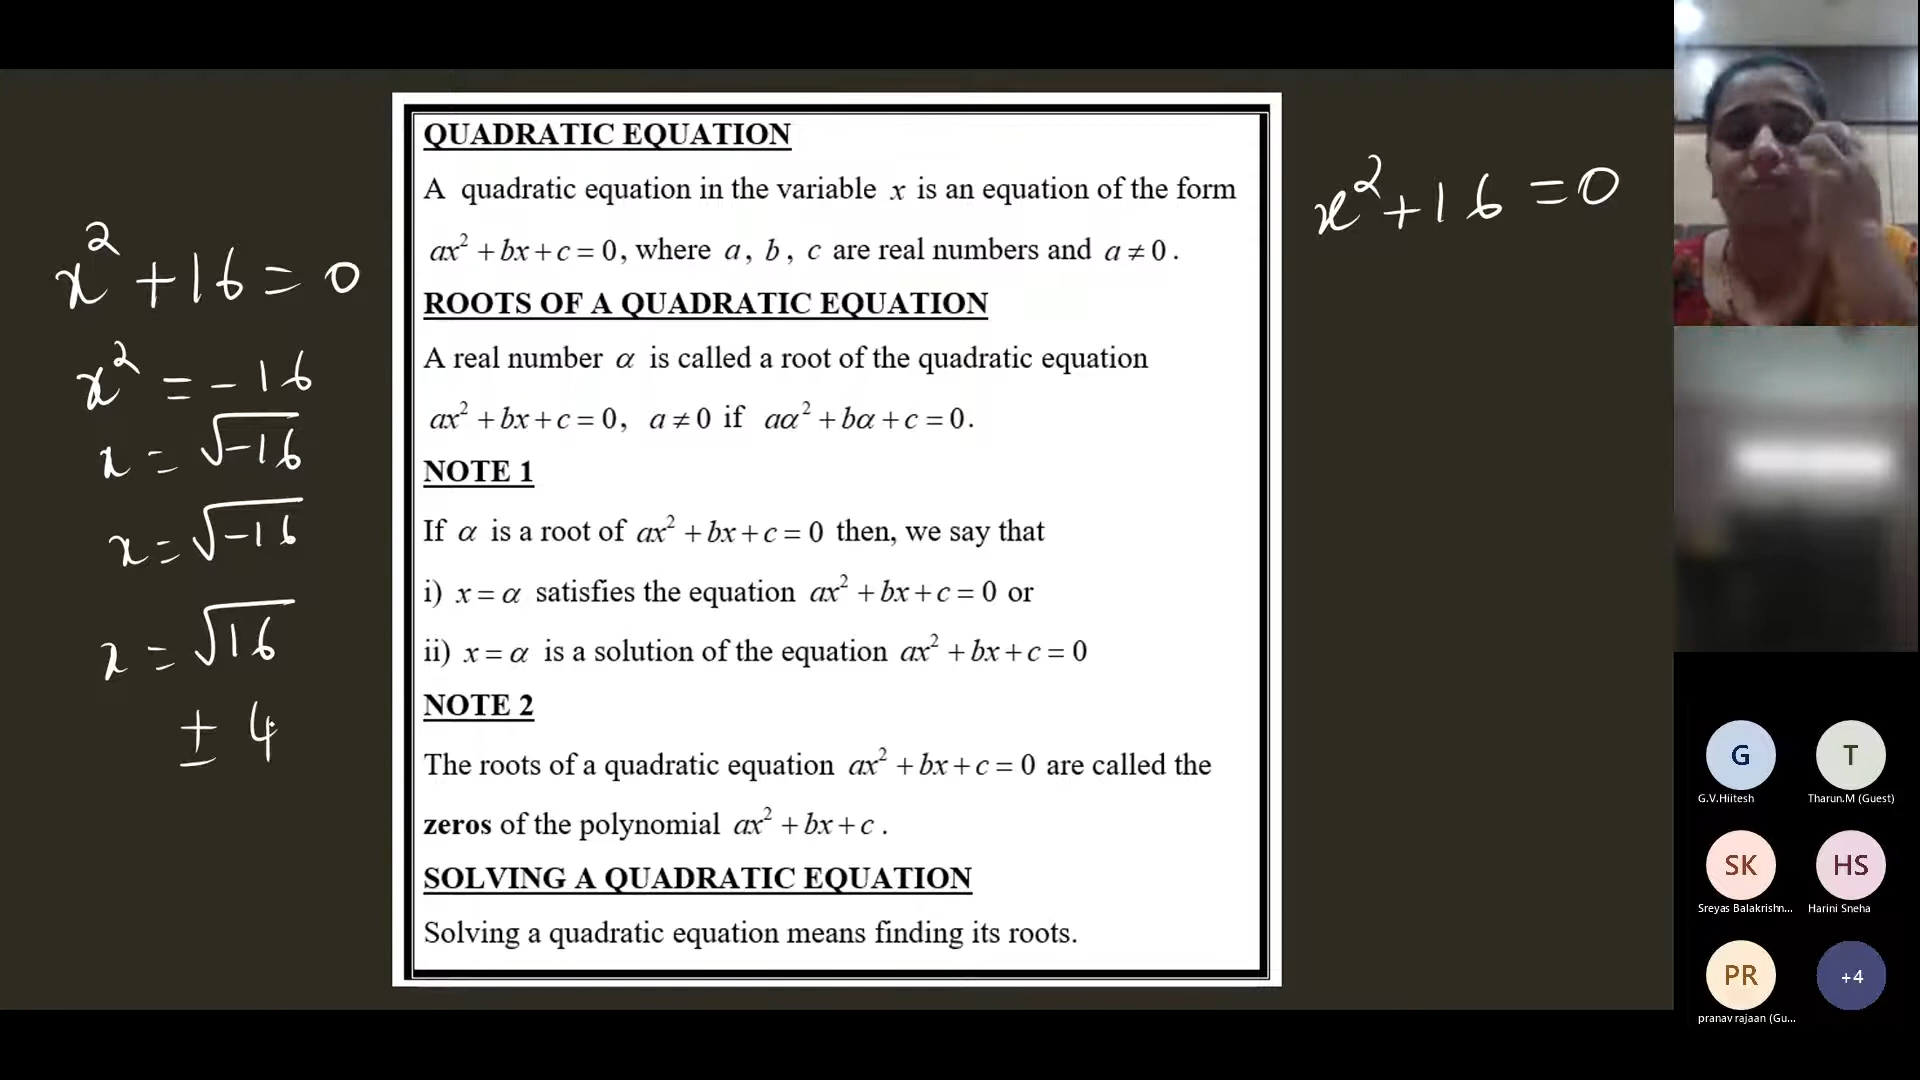 x² + 16 = 0
x² = - 16
x = √-16
x = √-16
x = √16
± 4
QUADRATIC EQUATION
A quadratic equation in the variable x is an equation of the form
ax² + bx + c = 0, where a, b, c are real numbers and a ≠ 0.
ROOTS OF A QUADRATIC EQUATION
A real number α is called a root of the quadratic equation
ax² + bx + c = 0, a ≠ 0 if aα² + bα + c = 0.
NOTE 1
If α is a root of ax² + bx + c = 0 then, we say that
i) x = α satisfies the equation ax² + bx + c = 0 or
ii) x = α is a solution of the equation ax² + bx + c = 0
NOTE 2
The roots of a quadratic equation ax² + bx + c = 0 are called the
zeros of the polynomial ax² + bx + c.
SOLVING A QUADRATIC EQUATION
Solving a quadratic equation means finding its roots.
x² + 16 = 0
G
T
G.V.Hiitesh
Tharun.M (Guest)
SK
HS
Sreyas Balakrishn...
Harini Sneha
PR
+4
pranav rajaan (Gu...